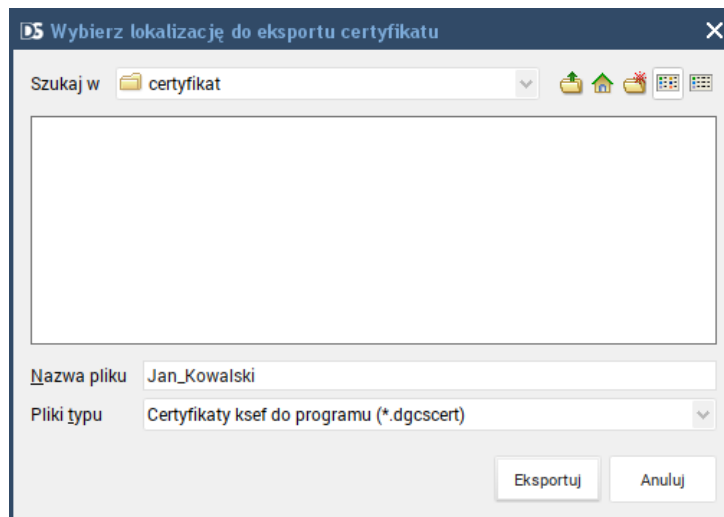 DS Wybierz lokalizację do eksportu certyfikatu
Szukaj w certyfikat
Nazwa pliku Jan_Kowalski
Pliki typu Certyfikaty ksef do programu (*.dgcscert)
Eksportuj Anuluj